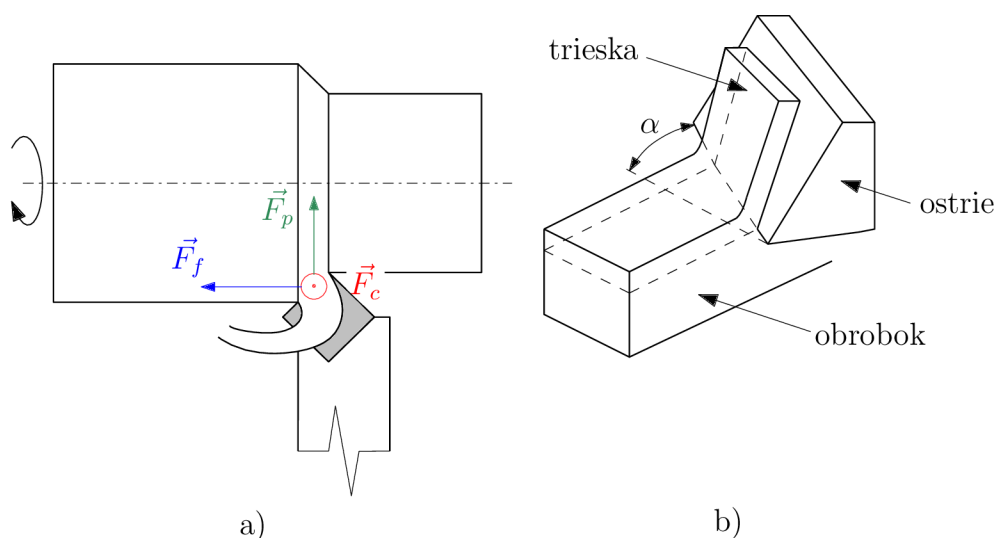 F⃗p
F⃗f
F⃗c
a)
trieska
α
ostrie
obrobok
b)